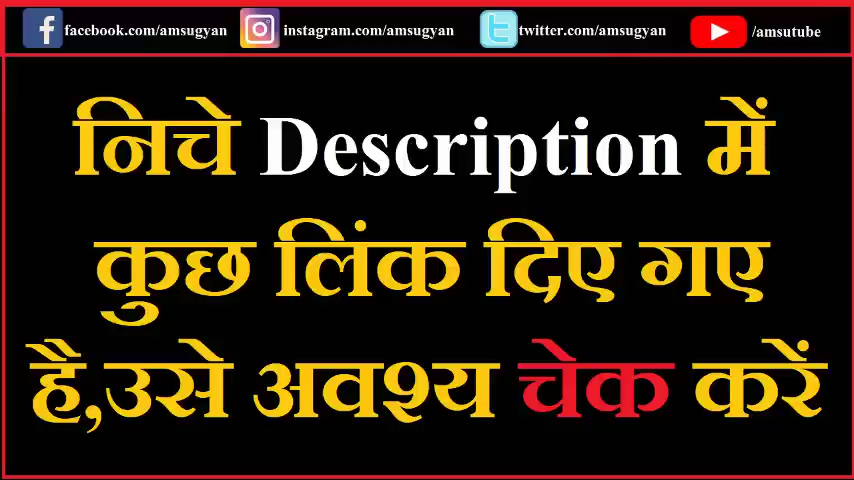 facebook.com/amsugyan instagram.com/amsugyan twitter.com/amsugyan /amsutube
निचे Description में
कुछ लिंक दिए गए
है,उसे अवश्य चेक करें